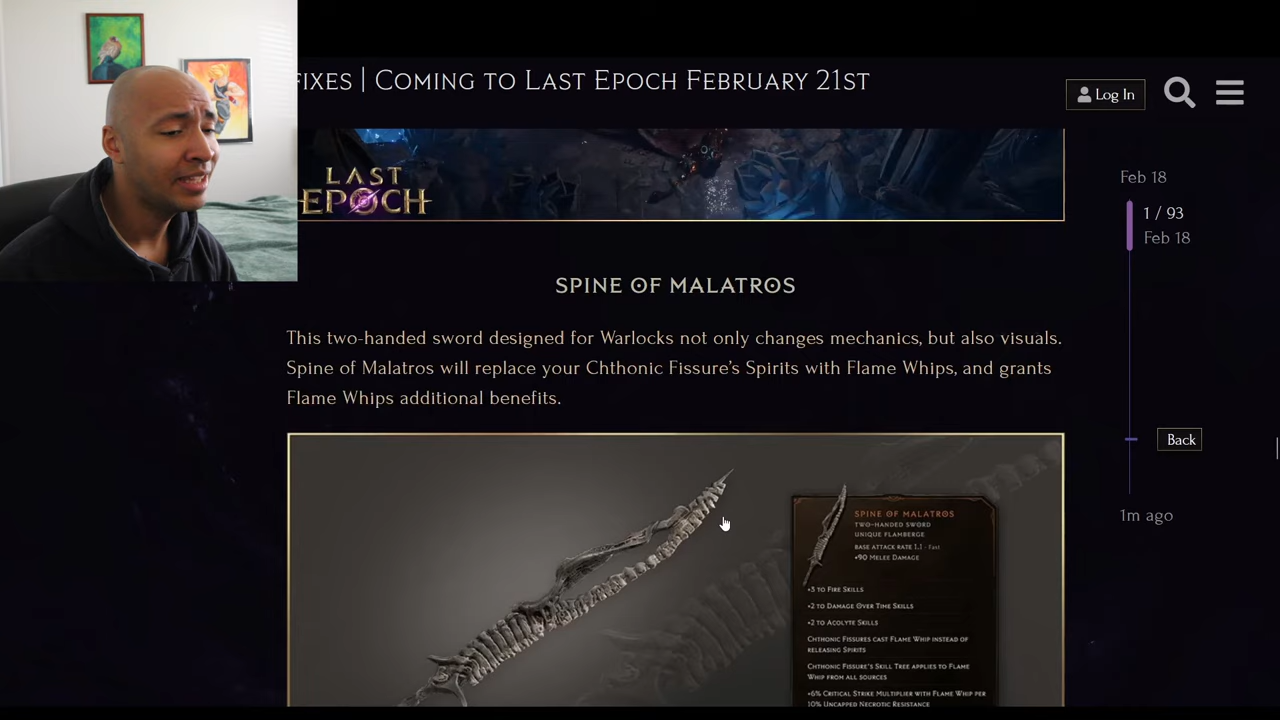 FIXES | COMING TO LAST EPOCH FEBRUARY 21ST
Log In
LAST
EPOCH
Feb 18
1 / 93
Feb 18
SPINE OF MALATROS
This two-handed sword designed for Warlocks not only changes mechanics, but also visuals.
Spine of Malatros will replace your Chthonic Fissure's Spirits with Flame Whips, and grants
Flame Whips additional benefits.
Back
1m ago
SPINE OF MALATROS
TWO-HANDED SWORD
UNIQUE FLAMBERGE
BASE ATTACK RATE 1.1 - Fast
+90 MELEE DAMAGE
+3 TO FIRE SKILLS
+2 TO DAMAGE OVER TIME SKILLS
+2 TO ACOLYTE SKILLS
CHTHONIC FISSURES CAST FLAME WHIP INSTEAD OF
RELEASING SPIRITS
CHTHONIC FISSURE'S SKILL TREE APPLIES TO FLAME
WHIP FROM ALL SOURCES
+6% CRITICAL STRIKE MULTIPLIER WITH FLAME WHIP PER
10% UNCAPPED NECROTIC RESISTANCE